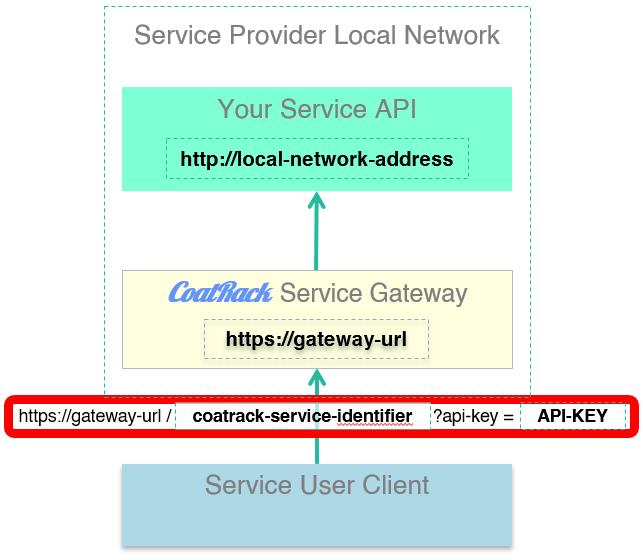 Service Provider Local Network
Your Service API
http://local-network-address
CoatRack Service Gateway
https://gateway-url
https://gateway-url / coatrack-service-identifier ?api-key = API-KEY
Service User Client